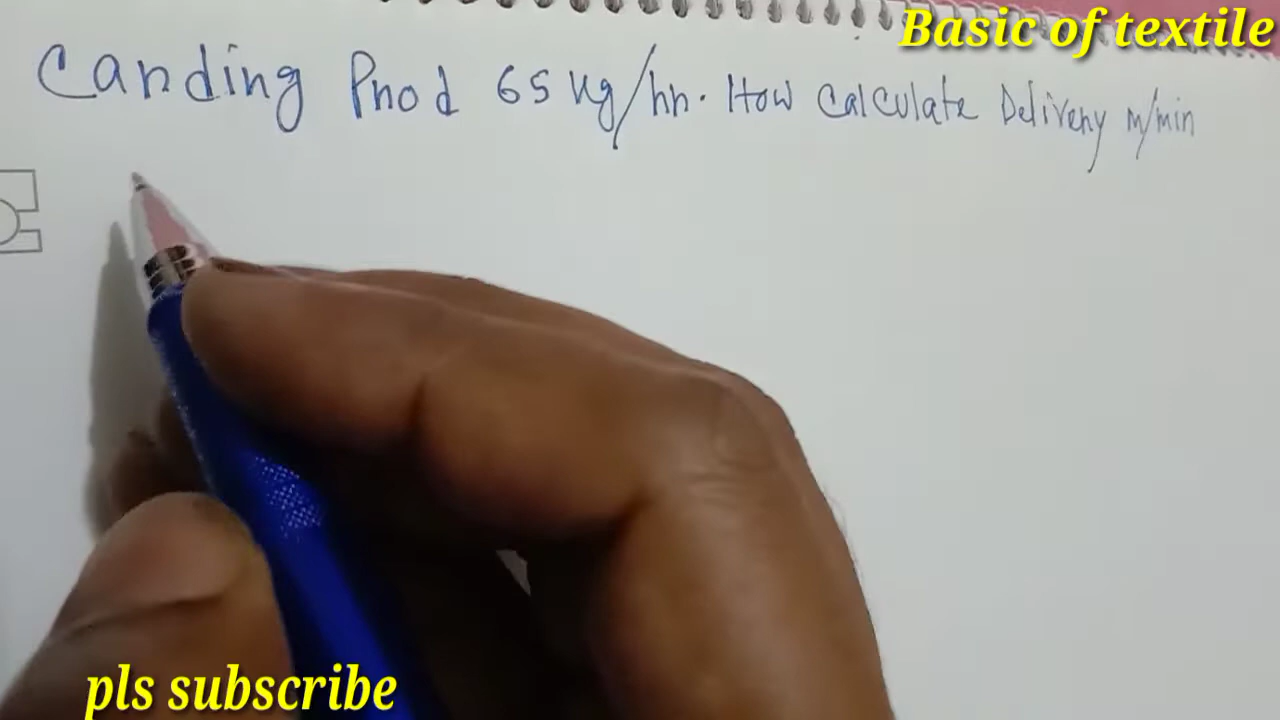 Basic of textile
Carding Prod 65 Kg/hr. How Calculate Delivery m/min
pls subscribe